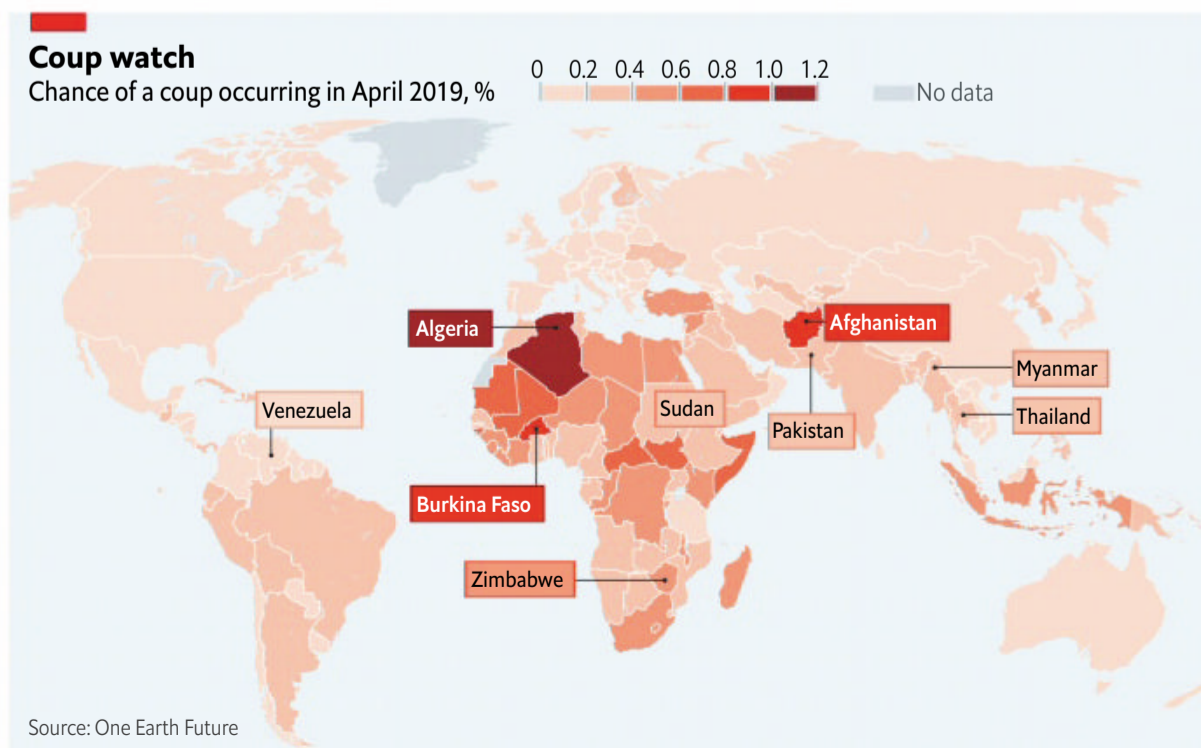 Coup watch
Chance of a coup occurring in April 2019, %
0 0.2 0.4 0.6 0.8 1.0 1.2
No data
Algeria
Afghanistan
Myanmar
Venezuela
Sudan
Thailand
Pakistan
Burkina Faso
Zimbabwe
Source: One Earth Future